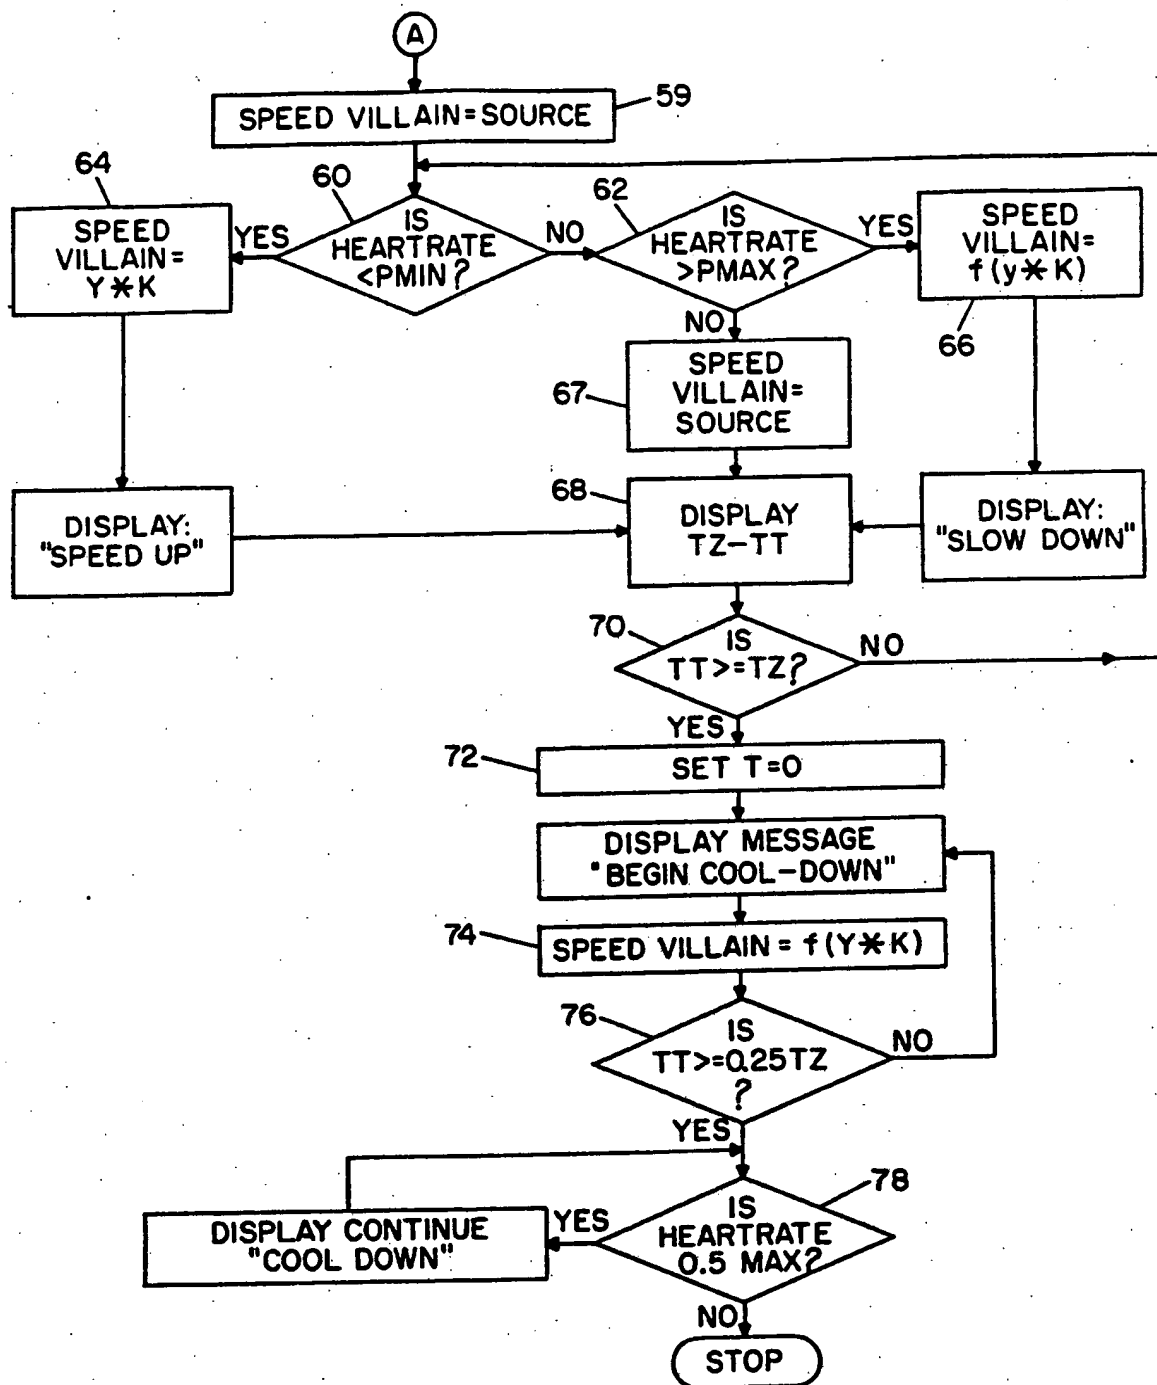 A
SPEED VILLAIN=SOURCE
59
64
SPEED
VILLAIN=
Y*K
YES
60
IS
HEARTRATE
<PMIN?
NO
62
IS
HEARTRATE
>PMAX?
YES
SPEED
VILLAIN=
f(y*K)
66
NO
67
SPEED
VILLAIN=
SOURCE
DISPLAY:
"SPEED UP"
68
DISPLAY
TZ-TT
DISPLAY:
"SLOW DOWN"
70
IS
TT>=TZ?
NO
YES
72
SET T=0
DISPLAY MESSAGE
"BEGIN COOL-DOWN"
74
SPEED VILLAIN = f(Y*K)
76
IS
TT>=0.25TZ
?
NO
YES
78
IS
HEARTRATE
0.5 MAX?
YES
DISPLAY CONTINUE
"COOL DOWN"
NO
STOP